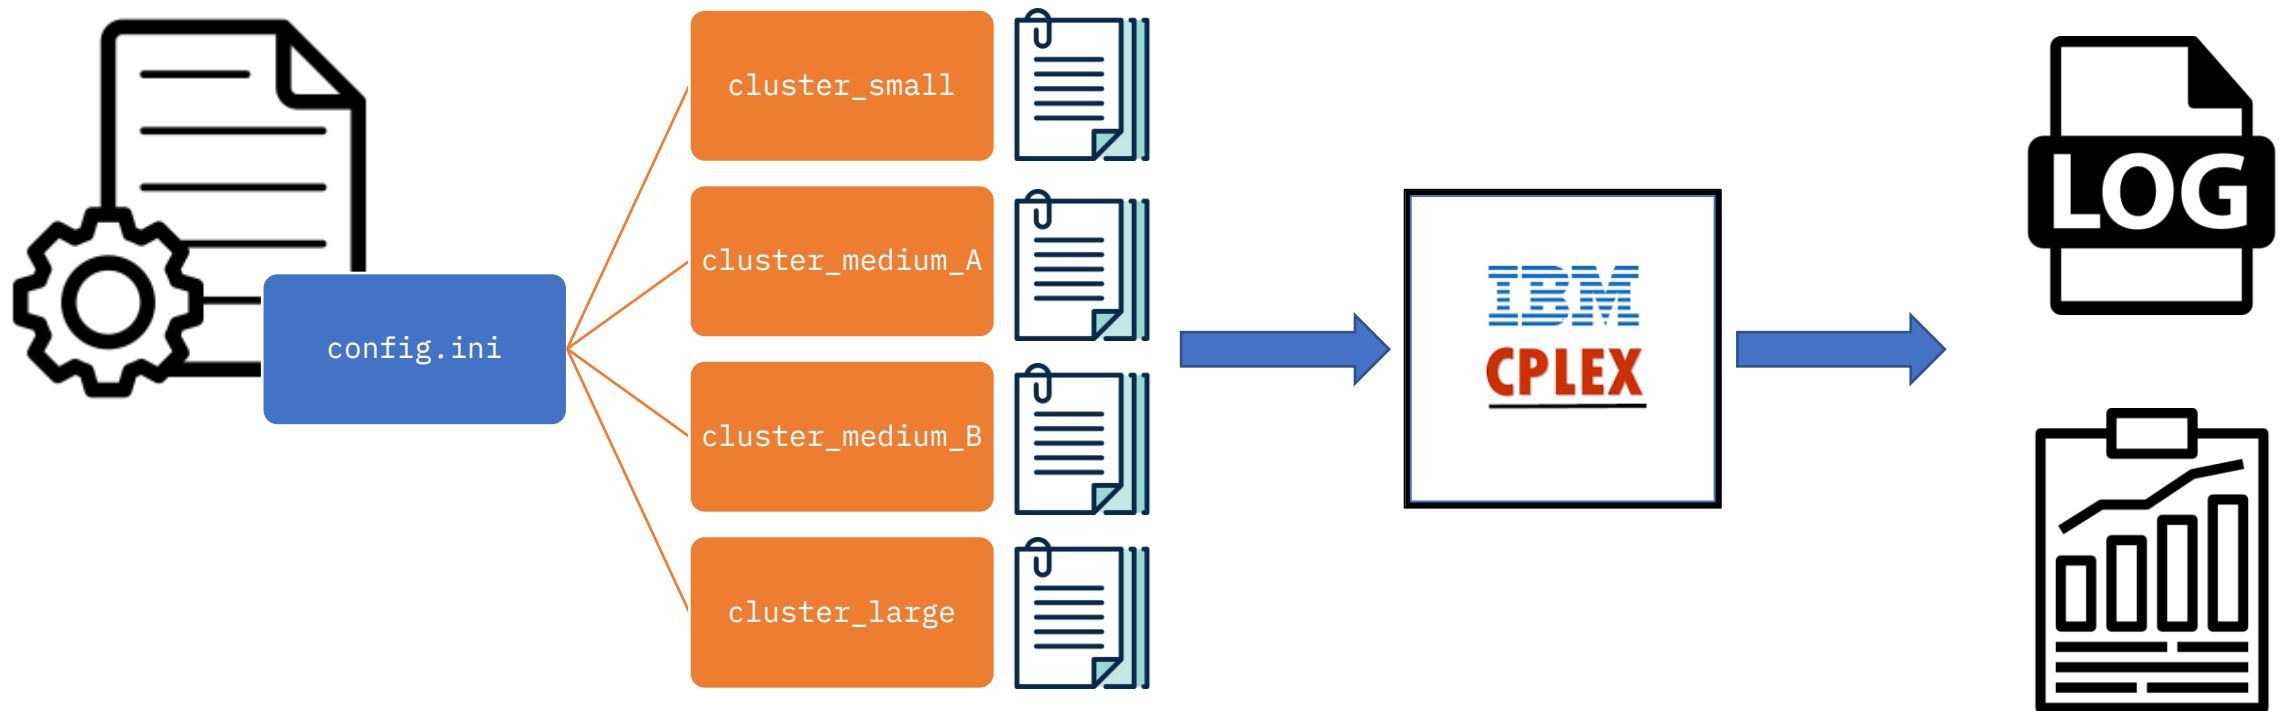 cluster_small
cluster_medium_A
config.ini
cluster_medium_B
cluster_large
IBM
CPLEX
LOG